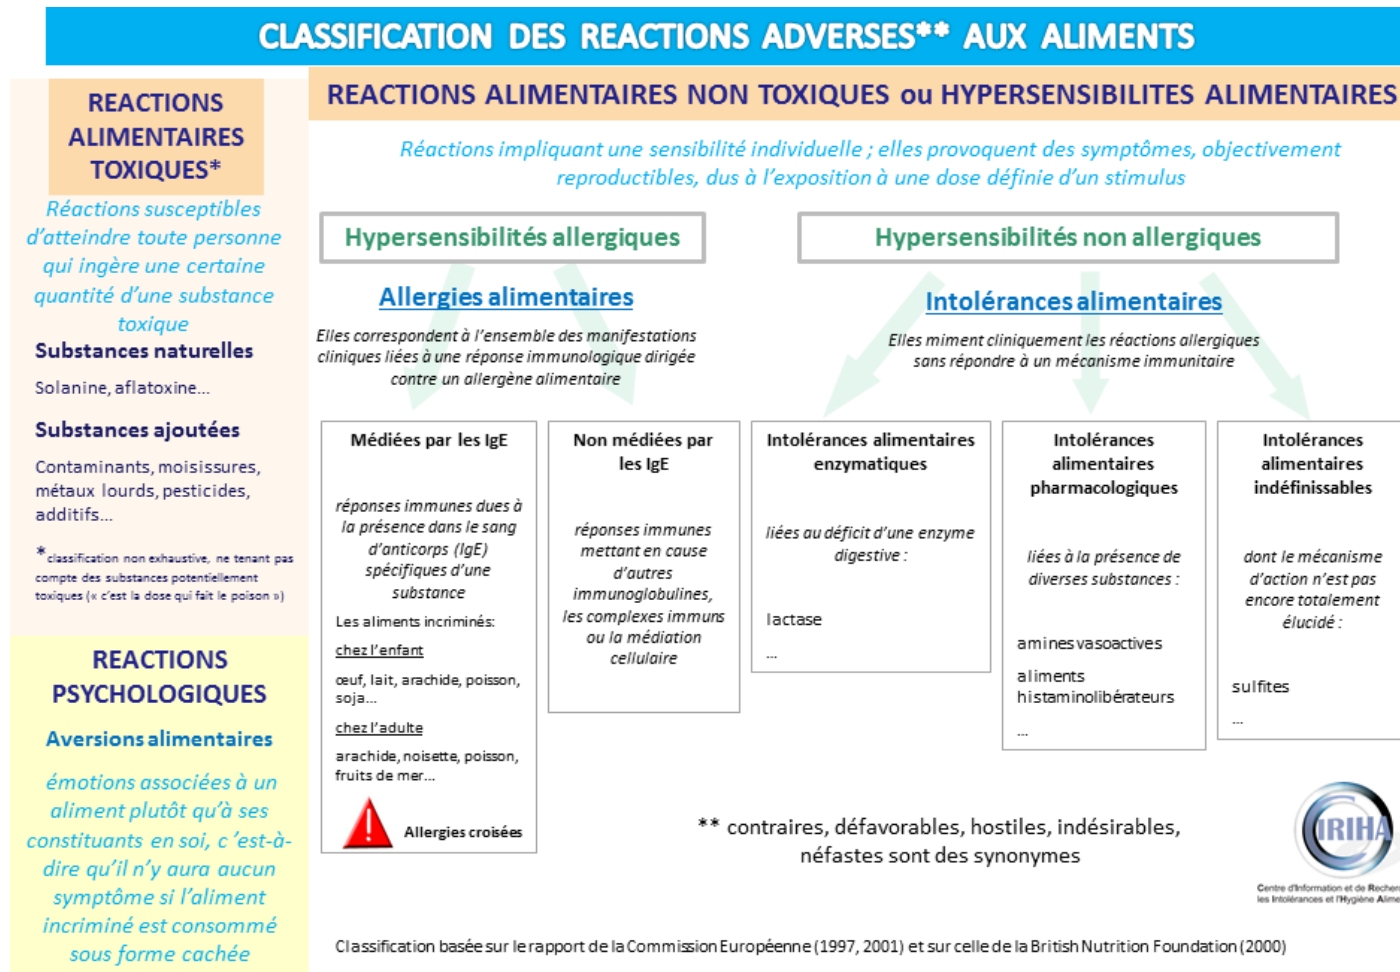 CLASSIFICATION DES REACTIONS ADVERSES** AUX ALIMENTS
REACTIONS
ALIMENTAIRES
TOXIQUES*
Réactions susceptibles
d'atteindre toute personne
qui ingère une certaine
quantité d'une substance
toxique
Substances naturelles
Solanine, aflatoxine...
Substances ajoutées
Contaminants, moisissures,
métaux lourds, pesticides,
additifs...
*classification non exhaustive, ne tenant pas
compte des substances potentiellement
toxiques (« c'est la dose qui fait le poison »)
REACTIONS
PSYCHOLOGIQUES
Aversions alimentaires
émotions associées à un
aliment plutôt qu'à ses
constituants en soi, c 'est-à-
dire qu'il n'y aura aucun
symptôme si l'aliment
incriminé est consommé
sous forme cachée
REACTIONS ALIMENTAIRES NON TOXIQUES ou HYPERSENSIBILITES ALIMENTAIRES
Réactions impliquant une sensibilité individuelle ; elles provoquent des symptômes, objectivement
reproductibles, dus à l'exposition à une dose définie d'un stimulus
Hypersensibilités allergiques
Allergies alimentaires
Elles correspondent à l'ensemble des manifestations
cliniques liées à une réponse immunologique dirigée
contre un allergène alimentaire
Médiées par les IgE
réponses immunes dues à
la présence dans le sang
d'anticorps (IgE)
spécifiques d'une
substance
Les aliments incriminés:
chez l'enfant
œuf, lait, arachide, poisson,
soja...
chez l'adulte
arachide, noisette, poisson,
fruits de mer...
! Allergies croisées
Non médiées par
les IgE
réponses immunes
mettant en cause
d'autres
immunoglobulines,
les complexes immuns
ou la médiation
cellulaire
Hypersensibilités non allergiques
Intolérances alimentaires
Elles miment cliniquement les réactions allergiques
sans répondre à un mécanisme immunitaire
Intolérances alimentaires
enzymatiques
liées au déficit d'une enzyme
digestive :
lactase
...
Intolérances
alimentaires
pharmacologiques
liées à la présence de
diverses substances :
amines vasoactives
aliments
histaminolibérateurs
...
Intolérances
alimentaires
indéfinissables
dont le mécanisme
d'action n'est pas
encore totalement
élucidé :
sulfites
...
** contraires, défavorables, hostiles, indésirables,
néfastes sont des synonymes
CIRIHA
Centre d'Information et de Recher
les Intolérances et l'Hygiène Alime
Classification basée sur le rapport de la Commission Européenne (1997, 2001) et sur celle de la British Nutrition Foundation (2000)